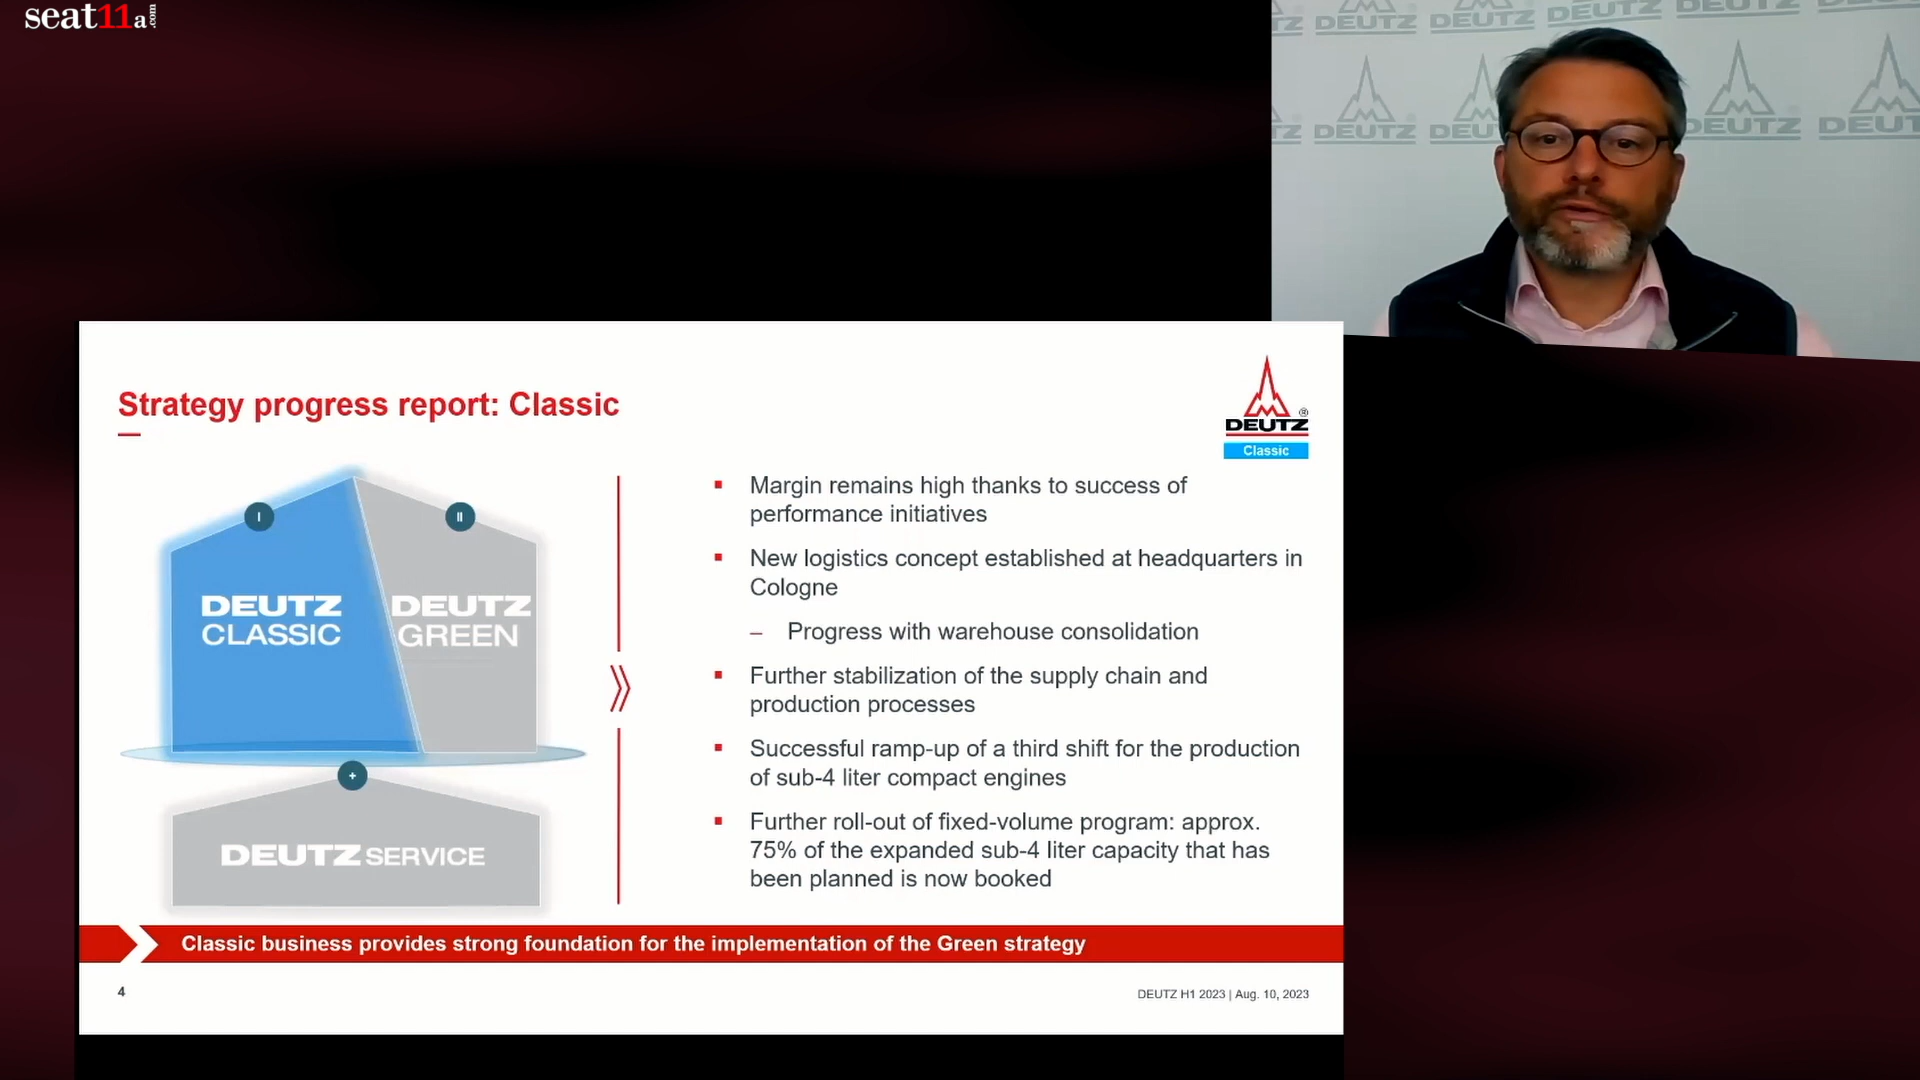 seat11a.com
DEUTZ DEUTZ DEUTZ DEUTZ
DEUTZ DEUTZ DEUTZ
Strategy progress report: Classic
DEUTZ®
Classic
I
II
DEUTZ
CLASSIC
DEUTZ
GREEN
+
DEUTZ SERVICE
▪ Margin remains high thanks to success of
performance initiatives
▪ New logistics concept established at headquarters in
Cologne
– Progress with warehouse consolidation
▪ Further stabilization of the supply chain and
production processes
▪ Successful ramp-up of a third shift for the production
of sub-4 liter compact engines
▪ Further roll-out of fixed-volume program: approx.
75% of the expanded sub-4 liter capacity that has
been planned is now booked
Classic business provides strong foundation for the implementation of the Green strategy
4
DEUTZ H1 2023 | Aug. 10, 2023